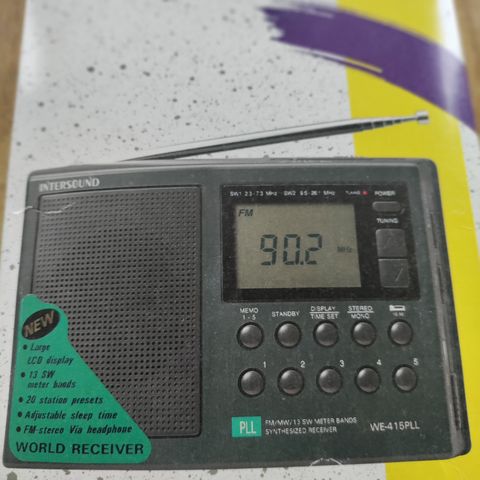 INTERSOUND
SW1 2.3-7.3 MHz SW2 9.5-26.1 MHz TUNING POWER
FM
90.2 MHz
TUNING
MEMO
1 - 5
STANDBY
DISPLAY
TIME SET
STEREO
MONO
1 2 3 4 5
NEW
• Large
LCD display
• 13 SW
meter bands
• 20 station presets
• Adjustable sleep time
• FM-stereo Via headphone
WORLD RECEIVER
PLL
FM/MW/13 SW METER BANDS
SYNTHESIZED RECEIVER
WE-415PLL